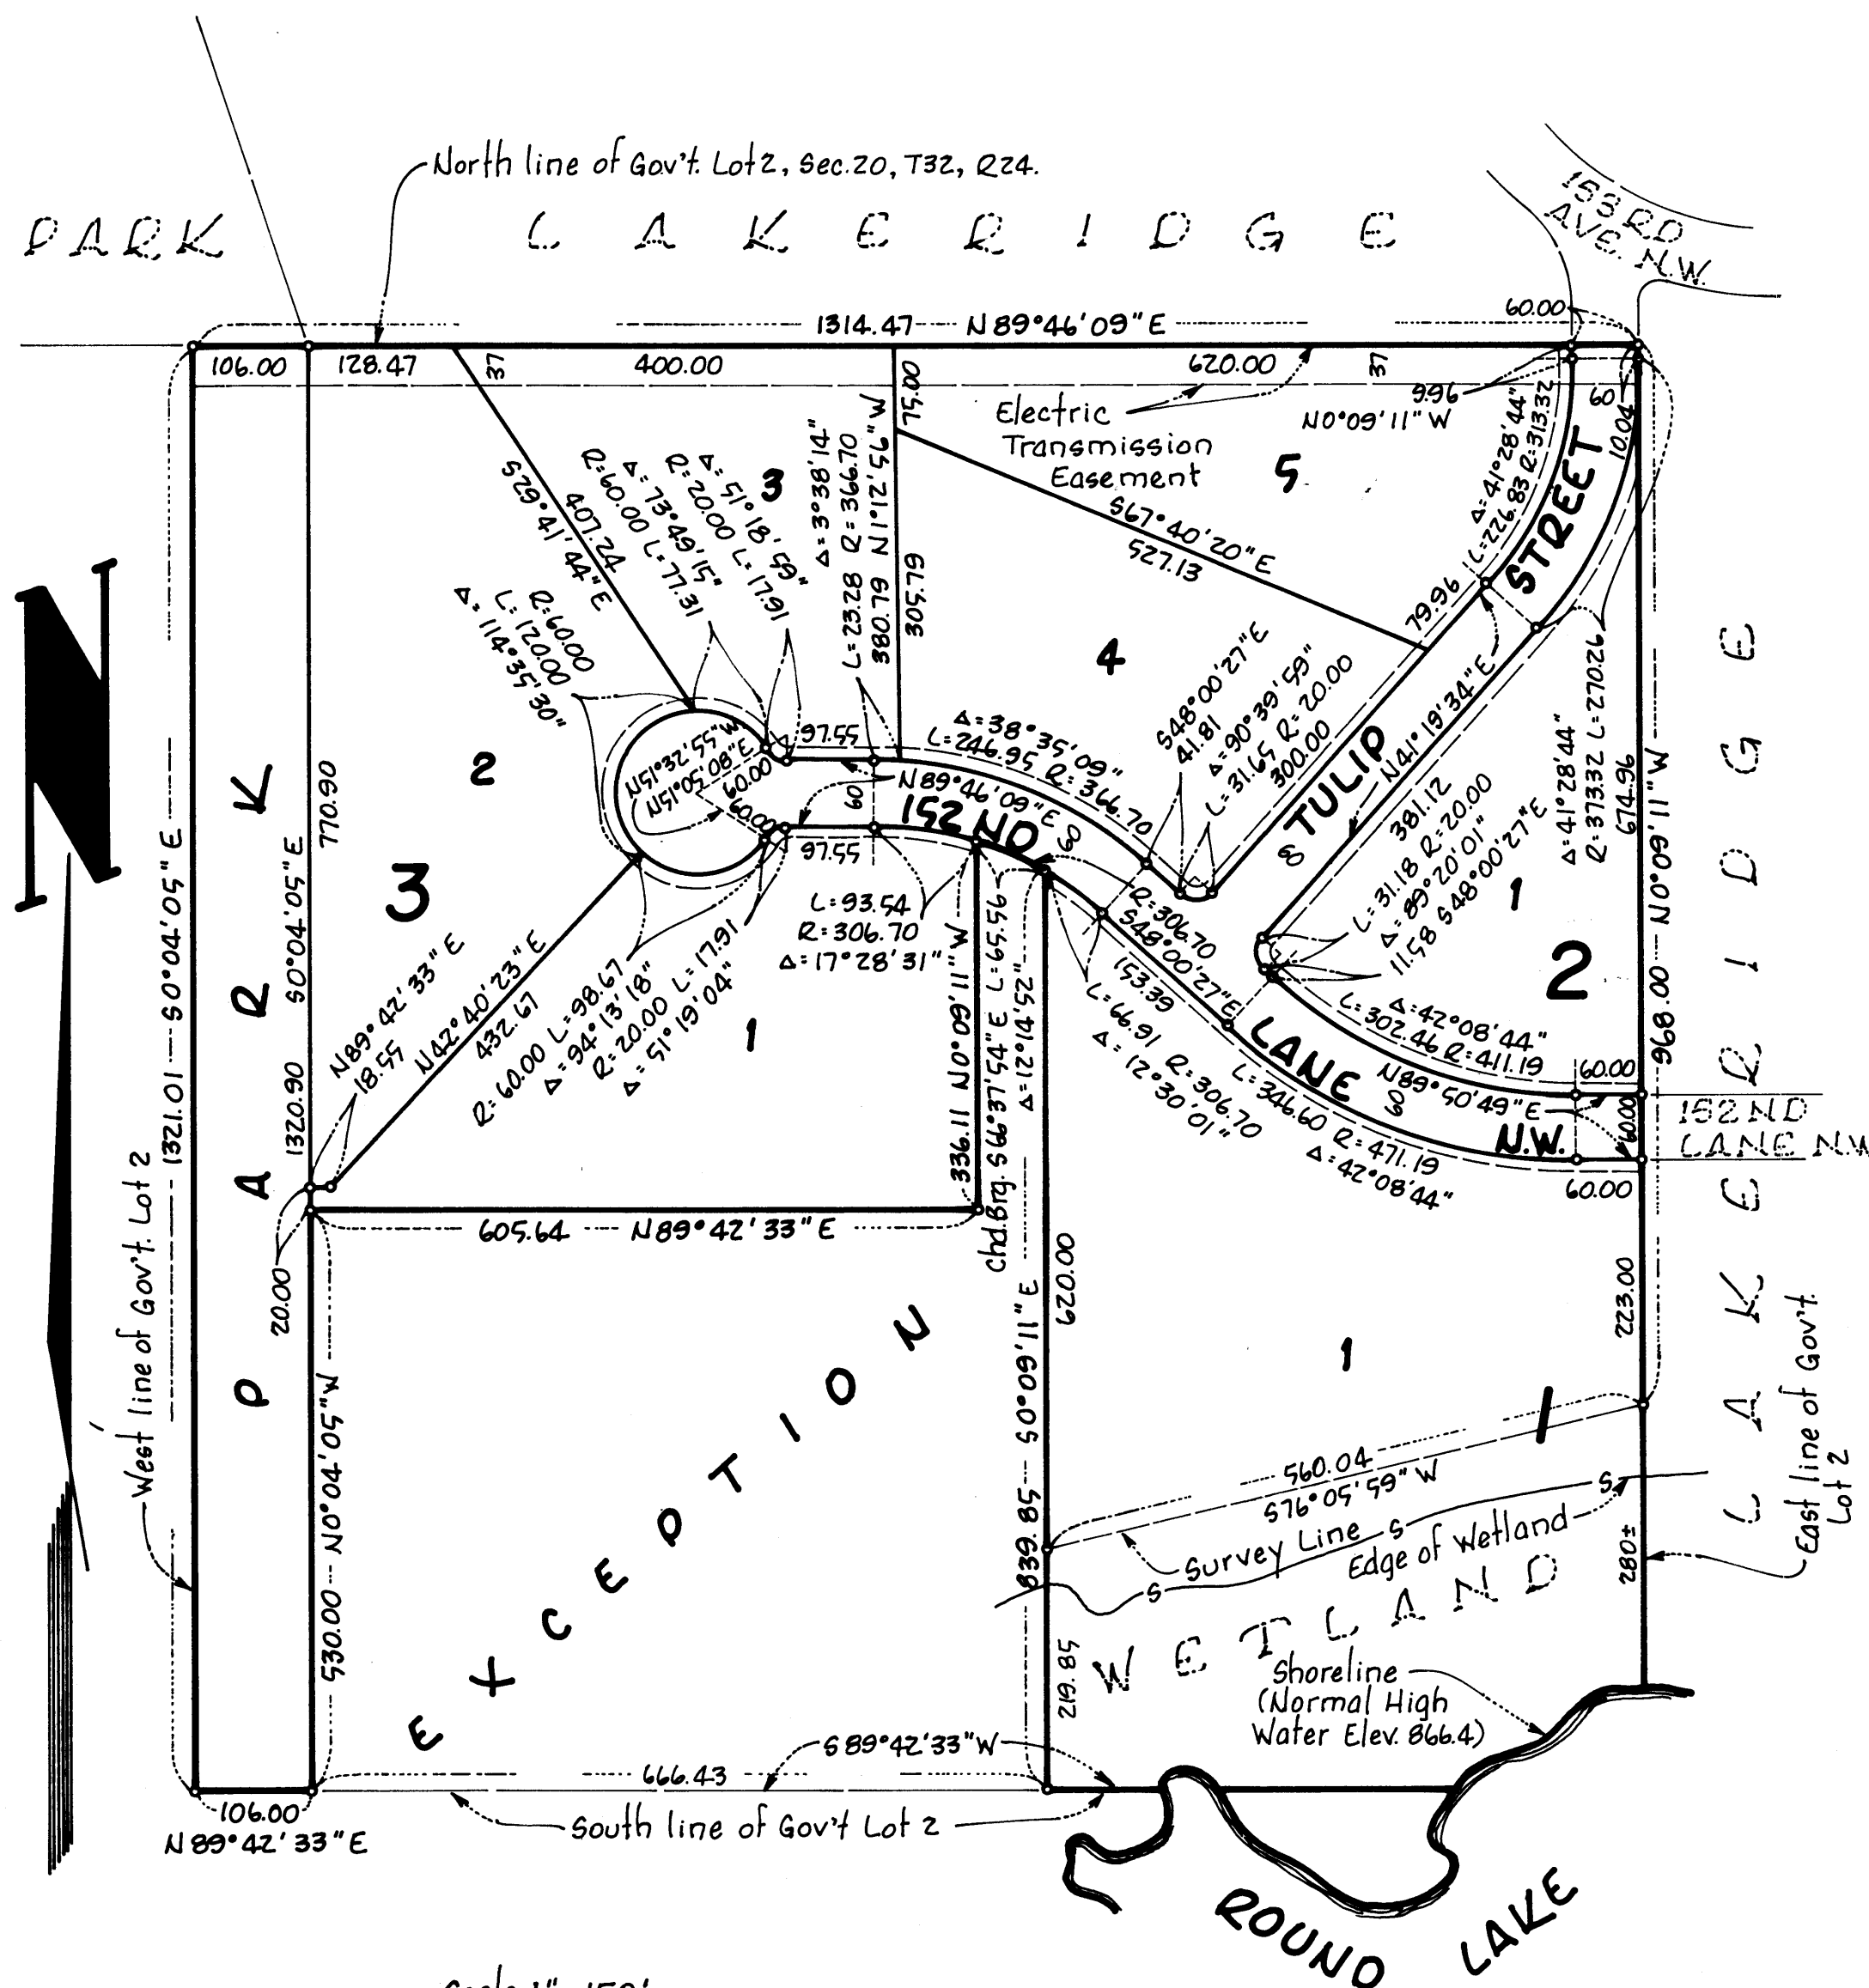 North line of Gov't. Lot 2, Sec. 20, T32, R24.
PARK
LAKERIDGE
153RD
AVE. N.W.
1314.47 N89°46'09"E
60.00
106.00
128.47
37
400.00
620.00
37
9.96
N0°09'11"W
60
10.04
75.00
Electric
Transmission
Easement
5
S67°40'20"E
527.13
Δ=41°28'44"
L=226.83 R=313.32
STREET
79.96
3
S29°41'44"E
407.24
R=60.00 L=77.31
Δ=73°49'15"
R=20.00 L=17.91
Δ=51°18'59"
Δ=3°38'14"
L=23.28 R=366.70
380.79 N1°12'56"W
305.79
4
R=60.00
L=120.00
Δ=114°35'30"
2
N51°32'55"W
N51°05'08"E
60.00
60.00
97.55
60
97.55
N89°46'09"E
Δ=38°35'09"
L=246.95 R=366.70
152ND
60
S48°00'27"E
41.81
Δ=90°39'59"
L=31.65 R=20.00
300.00
TULIP
N41°19'34"E
60
381.12
L=31.18 R=20.00
Δ=89°20'01"
11.58 S48°00'27"E
Δ=41°28'44"
R=373.32 L=270.26
1
2
674.96
968.00 N0°09'11"W
LAKERIDGE
N
PARK
1321.01 S0°04'05"E
770.90
1320.90 S0°04'05"E
3
N89°42'33"E
18.55
N42°40'23"E
432.67
R=60.00 L=98.67
Δ=94°13'18"
R=20.00 L=17.91
Δ=51°19'04"
1
L=93.54
R=306.70
Δ=17°28'31"
336.11 N0°09'11"W
Chd.Brg. S66°37'54"E L=65.56
Δ=12°14'52"
R=306.70
S48°00'27"E
153.39
L=66.91 R=306.70
Δ=12°30'01"
LANE
60
L=346.60 R=471.19
Δ=42°08'44"
Δ=42°08'44"
L=302.46 R=411.19
N89°50'49"E
60.00
60.00
N.W.
60.00
152ND
LANE N.W
605.64 N89°42'33"E
20.00
West line of Gov't. Lot 2
530.00 N0°04'05"W
EXCEPTION
839.85 S0°09'11"E
620.00
219.85
1
1
223.00
560.04
S76°05'59"W
Survey Line
S
S
S
Edge of Wetland
WETLAND
280±
East line of Gov't.
Lot 2
Shoreline
(Normal High
Water Elev. 866.4)
S89°42'33"W
666.43
106.00
N89°42'33"E
South line of Gov't Lot 2
ROUND LAKE